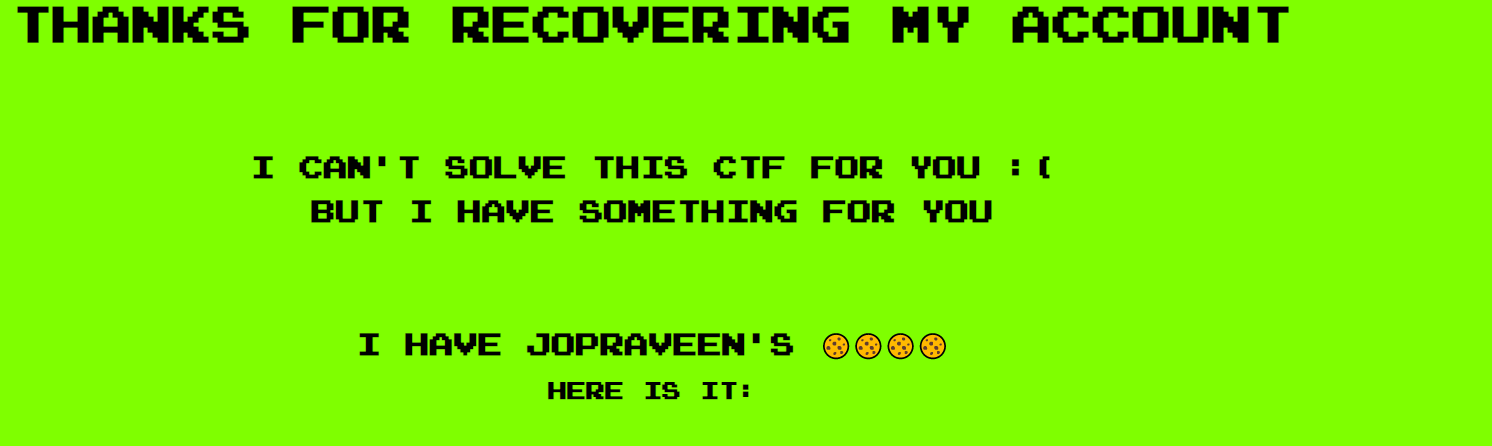 THANKS FOR RECOVERING MY ACCOUNT
I CAN'T SOLVE THIS CTF FOR YOU :(
BUT I HAVE SOMETHING FOR YOU
I HAVE JOPRAVEEN'S 🍪🍪🍪🍪
HERE IS IT: